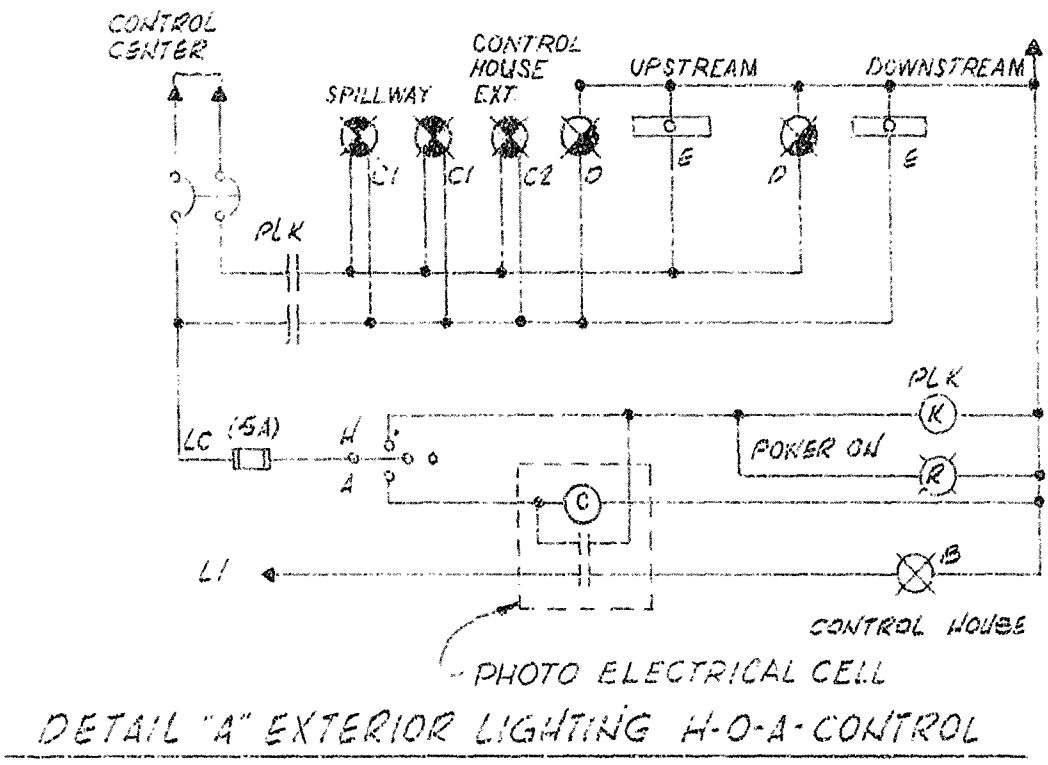 CONTROL
CENTER
CONTROL
HOUSE
EXT.
UPSTREAM
DOWNSTREAM
SPILLWAY
C1
C1
C2
D
E
D
E
PLK
PLK
K
LC
(5A)
H
A
POWER ON
R
C
L1
B
CONTROL HOUSE
PHOTO ELECTRICAL CELL
DETAIL "A" EXTERIOR LIGHTING H-O-A-CONTROL